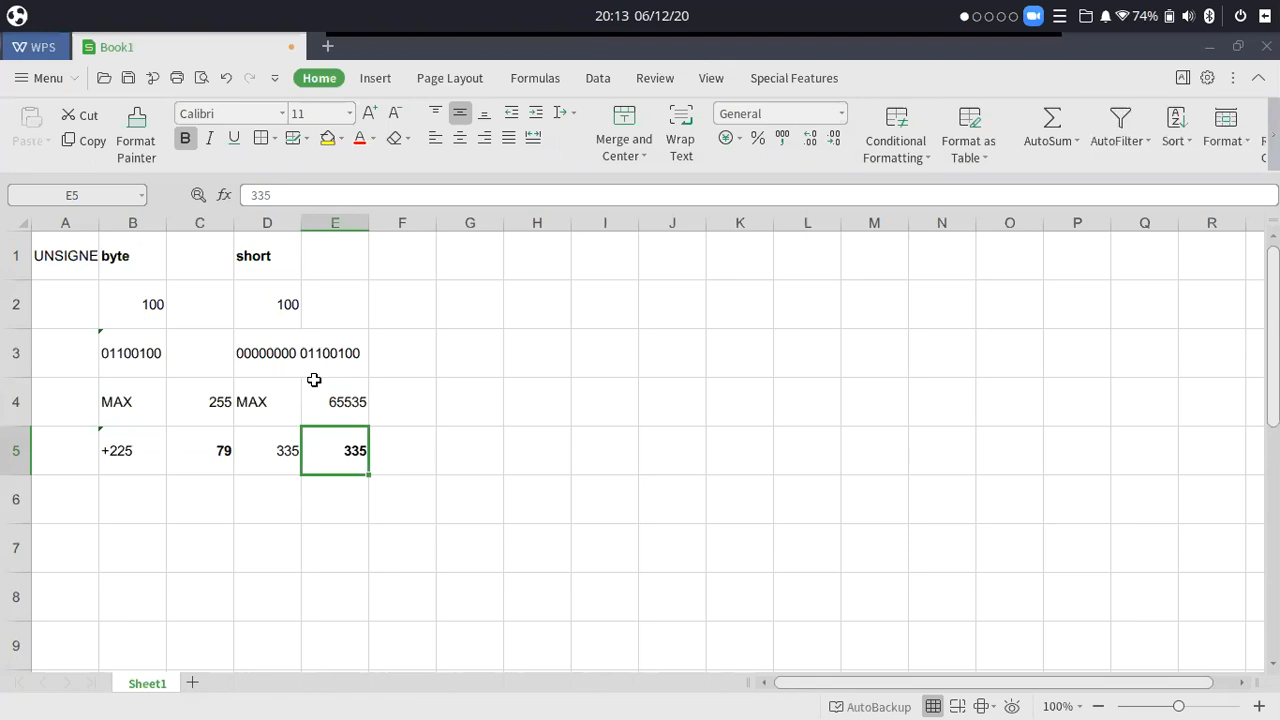 20:13 06/12/20
74%
WPS
Book1
Menu
Home
Insert
Page Layout
Formulas
Data
Review
View
Special Features
Paste
Cut
Copy
Format Painter
Calibri
11
B I U
Merge and Center
Wrap Text
General
Conditional Formatting
Format as Table
AutoSum
AutoFilter
Sort
Format
E5
fx
335
A B C D E F G H I J K L M N O P Q R
1 UNSIGNE byte short
2 100 100
3 01100100 00000000 01100100
4 MAX 255 MAX 65535
5 +225 79 335 335
6
7
8
9
Sheet1
AutoBackup
100%